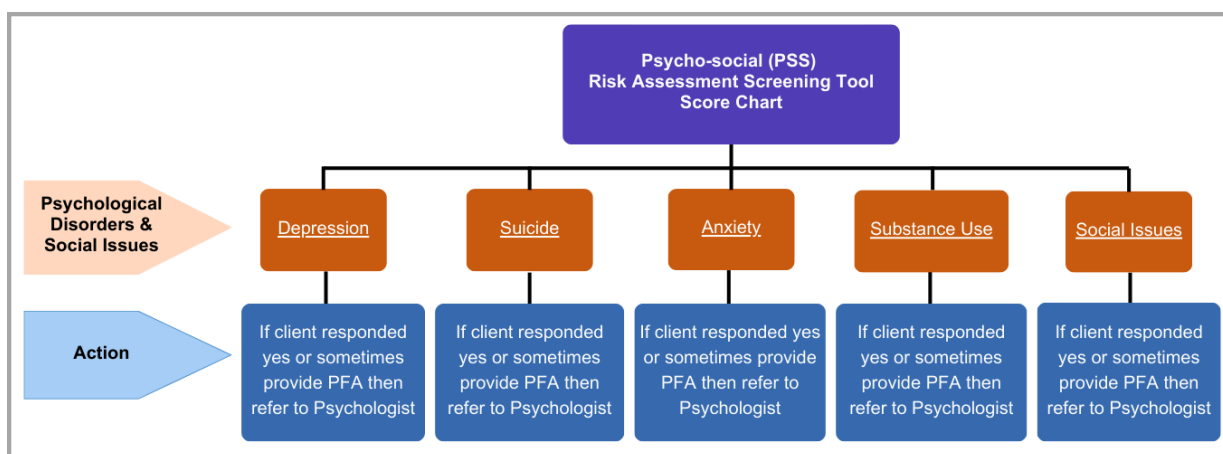 Psycho-social (PSS)
Risk Assessment Screening Tool
Score Chart
Psychological
Disorders &
Social Issues
Depression
Suicide
Anxiety
Substance Use
Social Issues
Action
If client responded
yes or sometimes
provide PFA then
refer to Psychologist
If client responded
yes or sometimes
provide PFA then
refer to Psychologist
If client responded yes
or sometimes provide
PFA then refer to
Psychologist
If client responded
yes or sometimes
provide PFA then
refer to Psychologist
If client responded
yes or sometimes
provide PFA then
refer to Psychologist